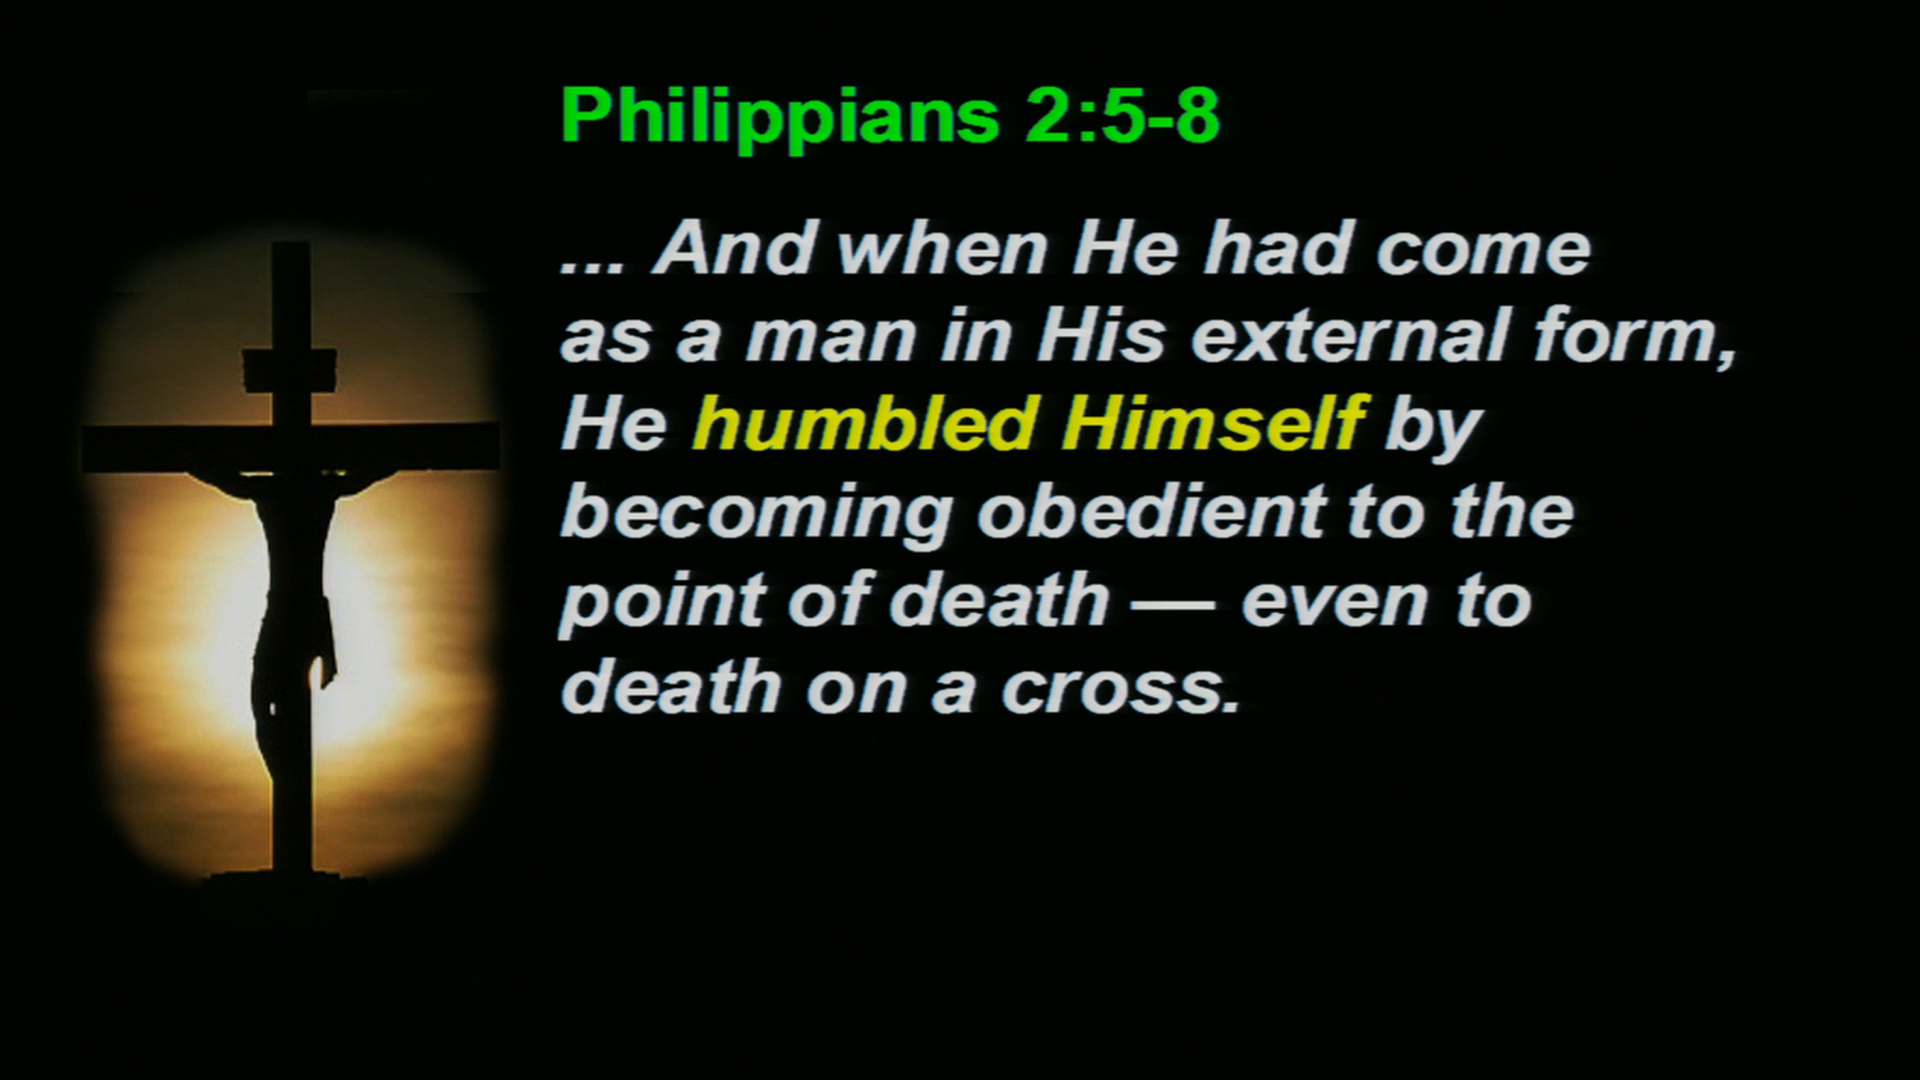 Philippians 2:5-8
... And when He had come
as a man in His external form,
He humbled Himself by
becoming obedient to the
point of death — even to
death on a cross.